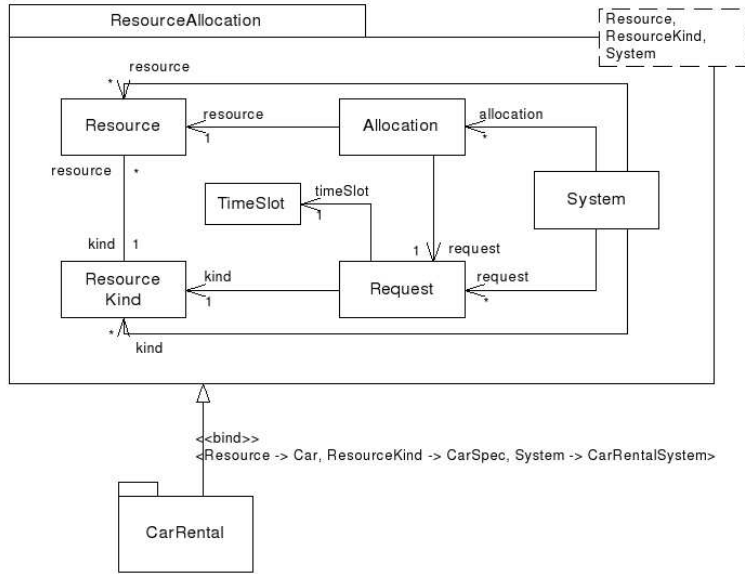 ResourceAllocation
Resource,
ResourceKind,
System
resource
*
Resource
resource
1
Allocation
allocation
*
resource
*
TimeSlot
timeSlot
1
System
kind
1
1
request
Resource
Kind
kind
1
Request
request
*
*
kind
<<bind>>
<Resource -> Car, ResourceKind -> CarSpec, System -> CarRentalSystem>
CarRental